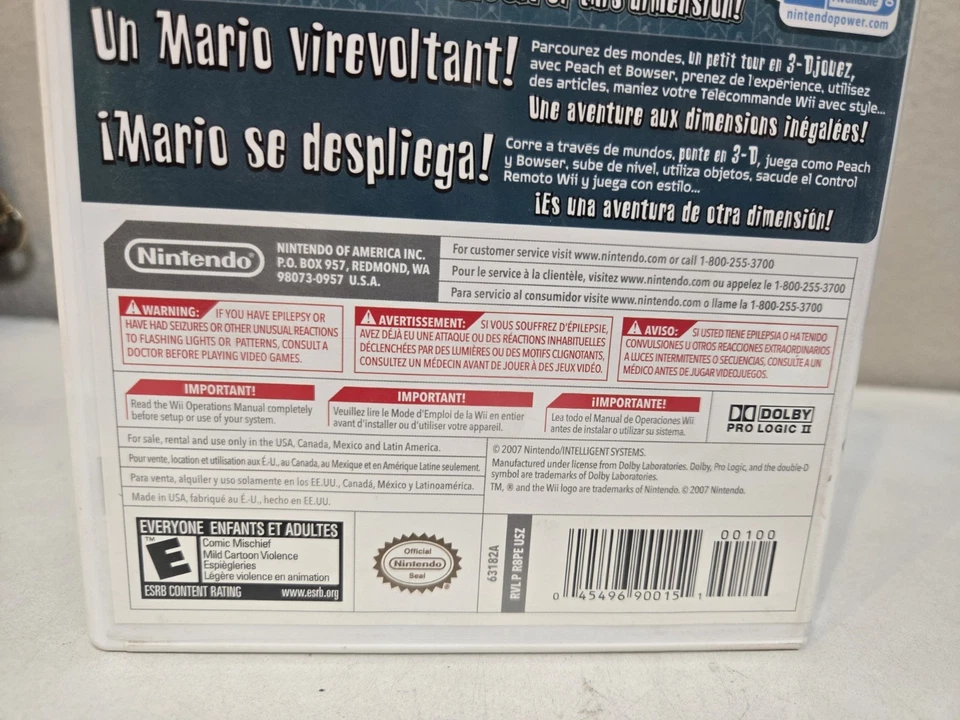 of this dimension!
Available
nintendopower.com
Un Mario virevoltant!
Parcourez des mondes, un petit tour en 3-Djouez,
avec Peach et Bowser, prenez de l'expérience, utilisez
des articles, maniez votre Télécommande Wii avec style...
Une aventure aux dimensions inégalées!
¡Mario se despliega!
Corre a través de mundos, ponte en 3-D, juega como Peach
y Bowser, sube de nivel, utiliza objetos, sacude el Control
Remoto Wii y juega con estilo...
¡Es una aventura de otra dimensión!
Nintendo®
NINTENDO OF AMERICA INC.
P.O. BOX 957, REDMOND, WA
98073-0957 U.S.A.
For customer service visit www.nintendo.com or call 1-800-255-3700
Pour le service à la clientèle, visitez www.nintendo.com ou appelez le 1-800-255-3700
Para servicio al consumidor visite www.nintendo.com o llame la 1-800-255-3700
WARNING: IF YOU HAVE EPILEPSY OR
HAVE HAD SEIZURES OR OTHER UNUSUAL REACTIONS
TO FLASHING LIGHTS OR PATTERNS, CONSULT A
DOCTOR BEFORE PLAYING VIDEO GAMES.
AVERTISSEMENT: SI VOUS SOUFFREZ D'ÉPILEPSIE,
AVEZ DÉJÀ EU UNE ATTAQUE OU DES RÉACTIONS INHABITUELLES
DÉCLENCHÉES PAR DES LUMIÈRES OU DES MOTIFS CLIGNOTANTS,
CONSULTEZ UN MÉDECIN AVANT DE JOUER À DES JEUX VIDÉO.
AVISO: SI USTED TIENE EPILEPSIA O HA TENIDO
CONVULSIONES U OTROS REACCIONES EXTRAORDINARIOS
A LUCES INTERMITENTES O SECUENCIAS, CONSULTE A UN
MÉDICO ANTES DE JUGAR VIDEOJUEGOS.
IMPORTANT!
Read the Wii Operations Manual completely
before setup or use of your system.
IMPORTANT!
Veuillez lire le Mode d'Emploi de la Wii en entier
avant d'installer ou d'utiliser votre appareil.
¡IMPORTANTE!
Lea todo el Manual de Operaciones Wii
antes de instalar o utilizar su sistema.
DOLBY
PRO LOGIC II
For sale, rental and use only in the USA, Canada, Mexico and Latin America.
Pour vente, location et utilisation aux É.-U., au Canada, au Mexique et en Amérique Latine seulement.
Para venta, alquiler y uso solamente en los EE.UU., Canadá, México y Latinoamérica.
Made in USA, fabriqué au É.-U., hecho en EE.UU.
© 2007 Nintendo/INTELLIGENT SYSTEMS.
Manufactured under license from Dolby Laboratories. Dolby, Pro Logic, and the double-D
symbol are trademarks of Dolby Laboratories.
TM, ® and the Wii logo are trademarks of Nintendo. © 2007 Nintendo.
EVERYONE ENFANTS ET ADULTES
E
TM
Comic Mischief
Mild Cartoon Violence
Espiègleries
Légère violence en animation
ESRB CONTENT RATING www.esrb.org
Official
Nintendo
Seal
®
63182A
RVL P R8PE USZ
00100
0 45496 90015 1